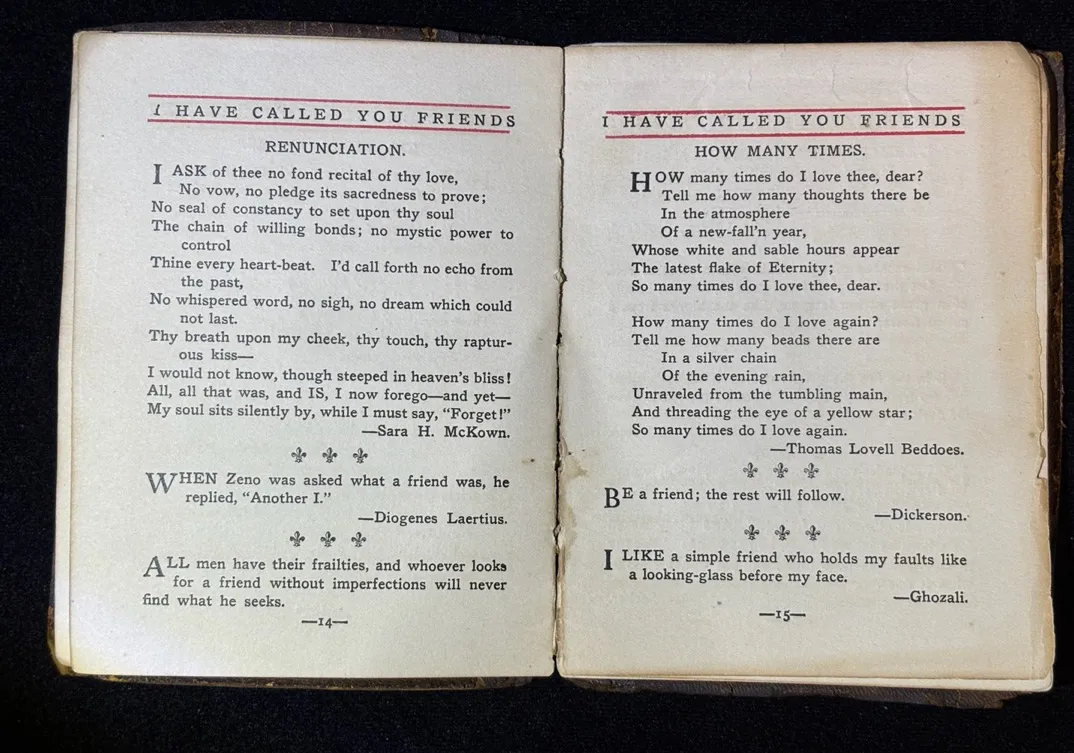 I HAVE CALLED YOU FRIENDS
RENUNCIATION.
I ASK of thee no fond recital of thy love,
No vow, no pledge its sacredness to prove;
No seal of constancy to set upon thy soul
The chain of willing bonds; no mystic power to
control
Thine every heart-beat. I'd call forth no echo from
the past,
No whispered word, no sigh, no dream which could
not last.
Thy breath upon my cheek, thy touch, thy raptur-
ous kiss—
I would not know, though steeped in heaven's bliss!
All, all that was, and IS, I now forego—and yet—
My soul sits silently by, while I must say, "Forget!"
—Sara H. McKown.
WHEN Zeno was asked what a friend was, he
replied, "Another I."
—Diogenes Laertius.
ALL men have their frailties, and whoever looks
for a friend without imperfections will never
find what he seeks.
—14—
I HAVE CALLED YOU FRIENDS
HOW MANY TIMES.
HOW many times do I love thee, dear?
Tell me how many thoughts there be
In the atmosphere
Of a new-fall'n year,
Whose white and sable hours appear
The latest flake of Eternity;
So many times do I love thee, dear.
How many times do I love again?
Tell me how many beads there are
In a silver chain
Of the evening rain,
Unraveled from the tumbling main,
And threading the eye of a yellow star;
So many times do I love again.
—Thomas Lovell Beddoes.
BE a friend; the rest will follow.
—Dickerson.
I LIKE a simple friend who holds my faults like
a looking-glass before my face.
—Ghozali.
—15—